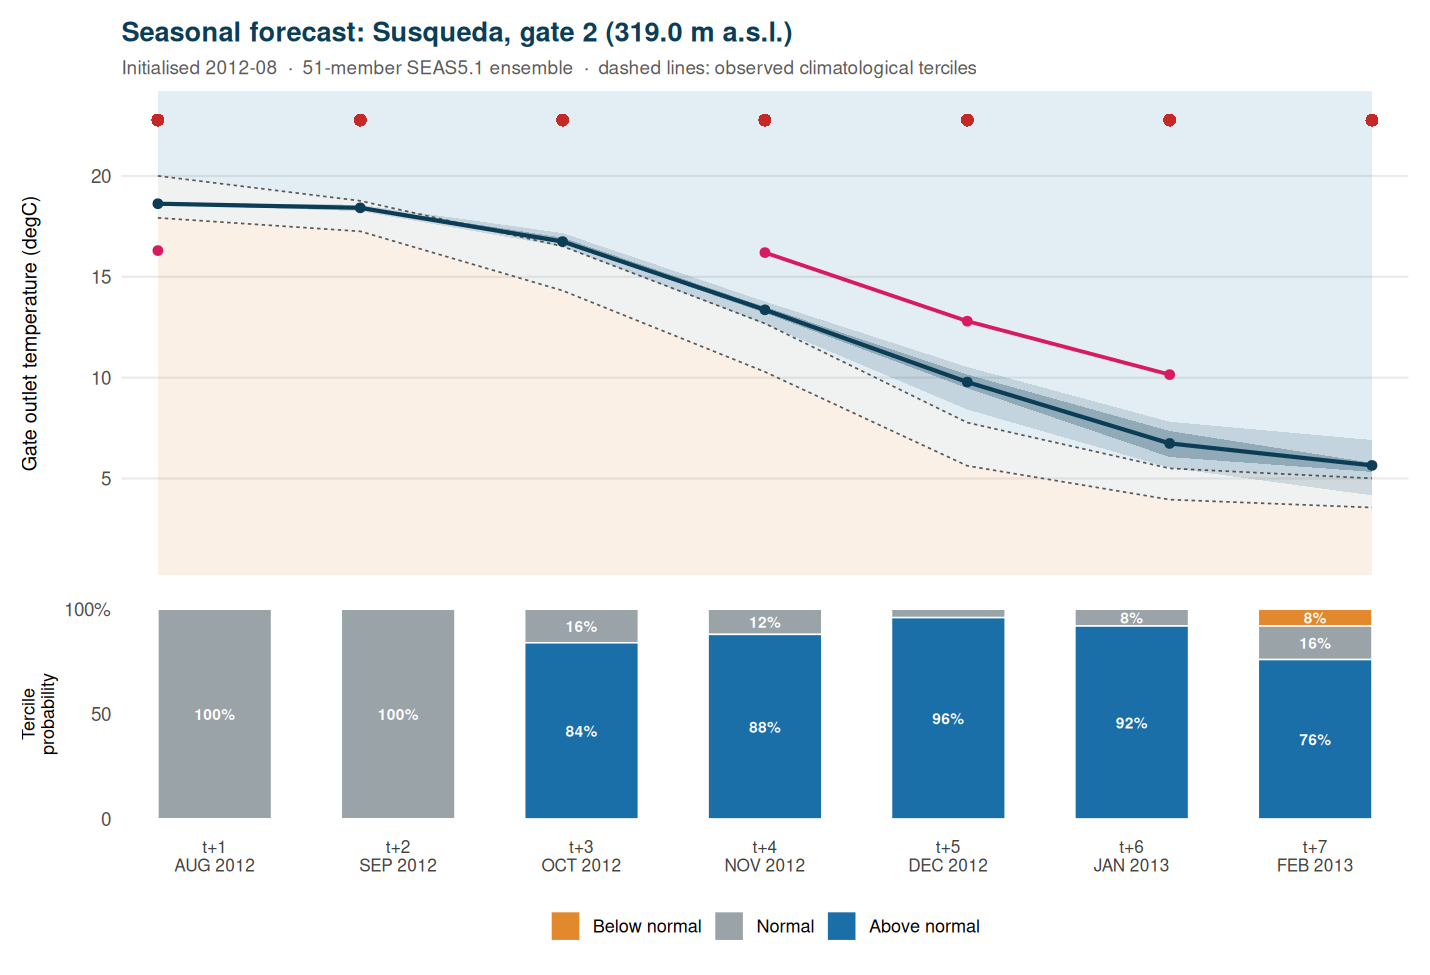 Seasonal forecast: Susqueda, gate 2 (319.0 m a.s.l.)
Initialised 2012-08 · 51-member SEAS5.1 ensemble · dashed lines: observed climatological terciles
Gate outlet temperature (degC)
20
15
10
5
Tercile
probability
100%
50
0
100%
100%
16%
84%
12%
88%
96%
8%
92%
8%
16%
76%
t+1
AUG 2012
t+2
SEP 2012
t+3
OCT 2012
t+4
NOV 2012
t+5
DEC 2012
t+6
JAN 2013
t+7
FEB 2013
Below normal
Normal
Above normal